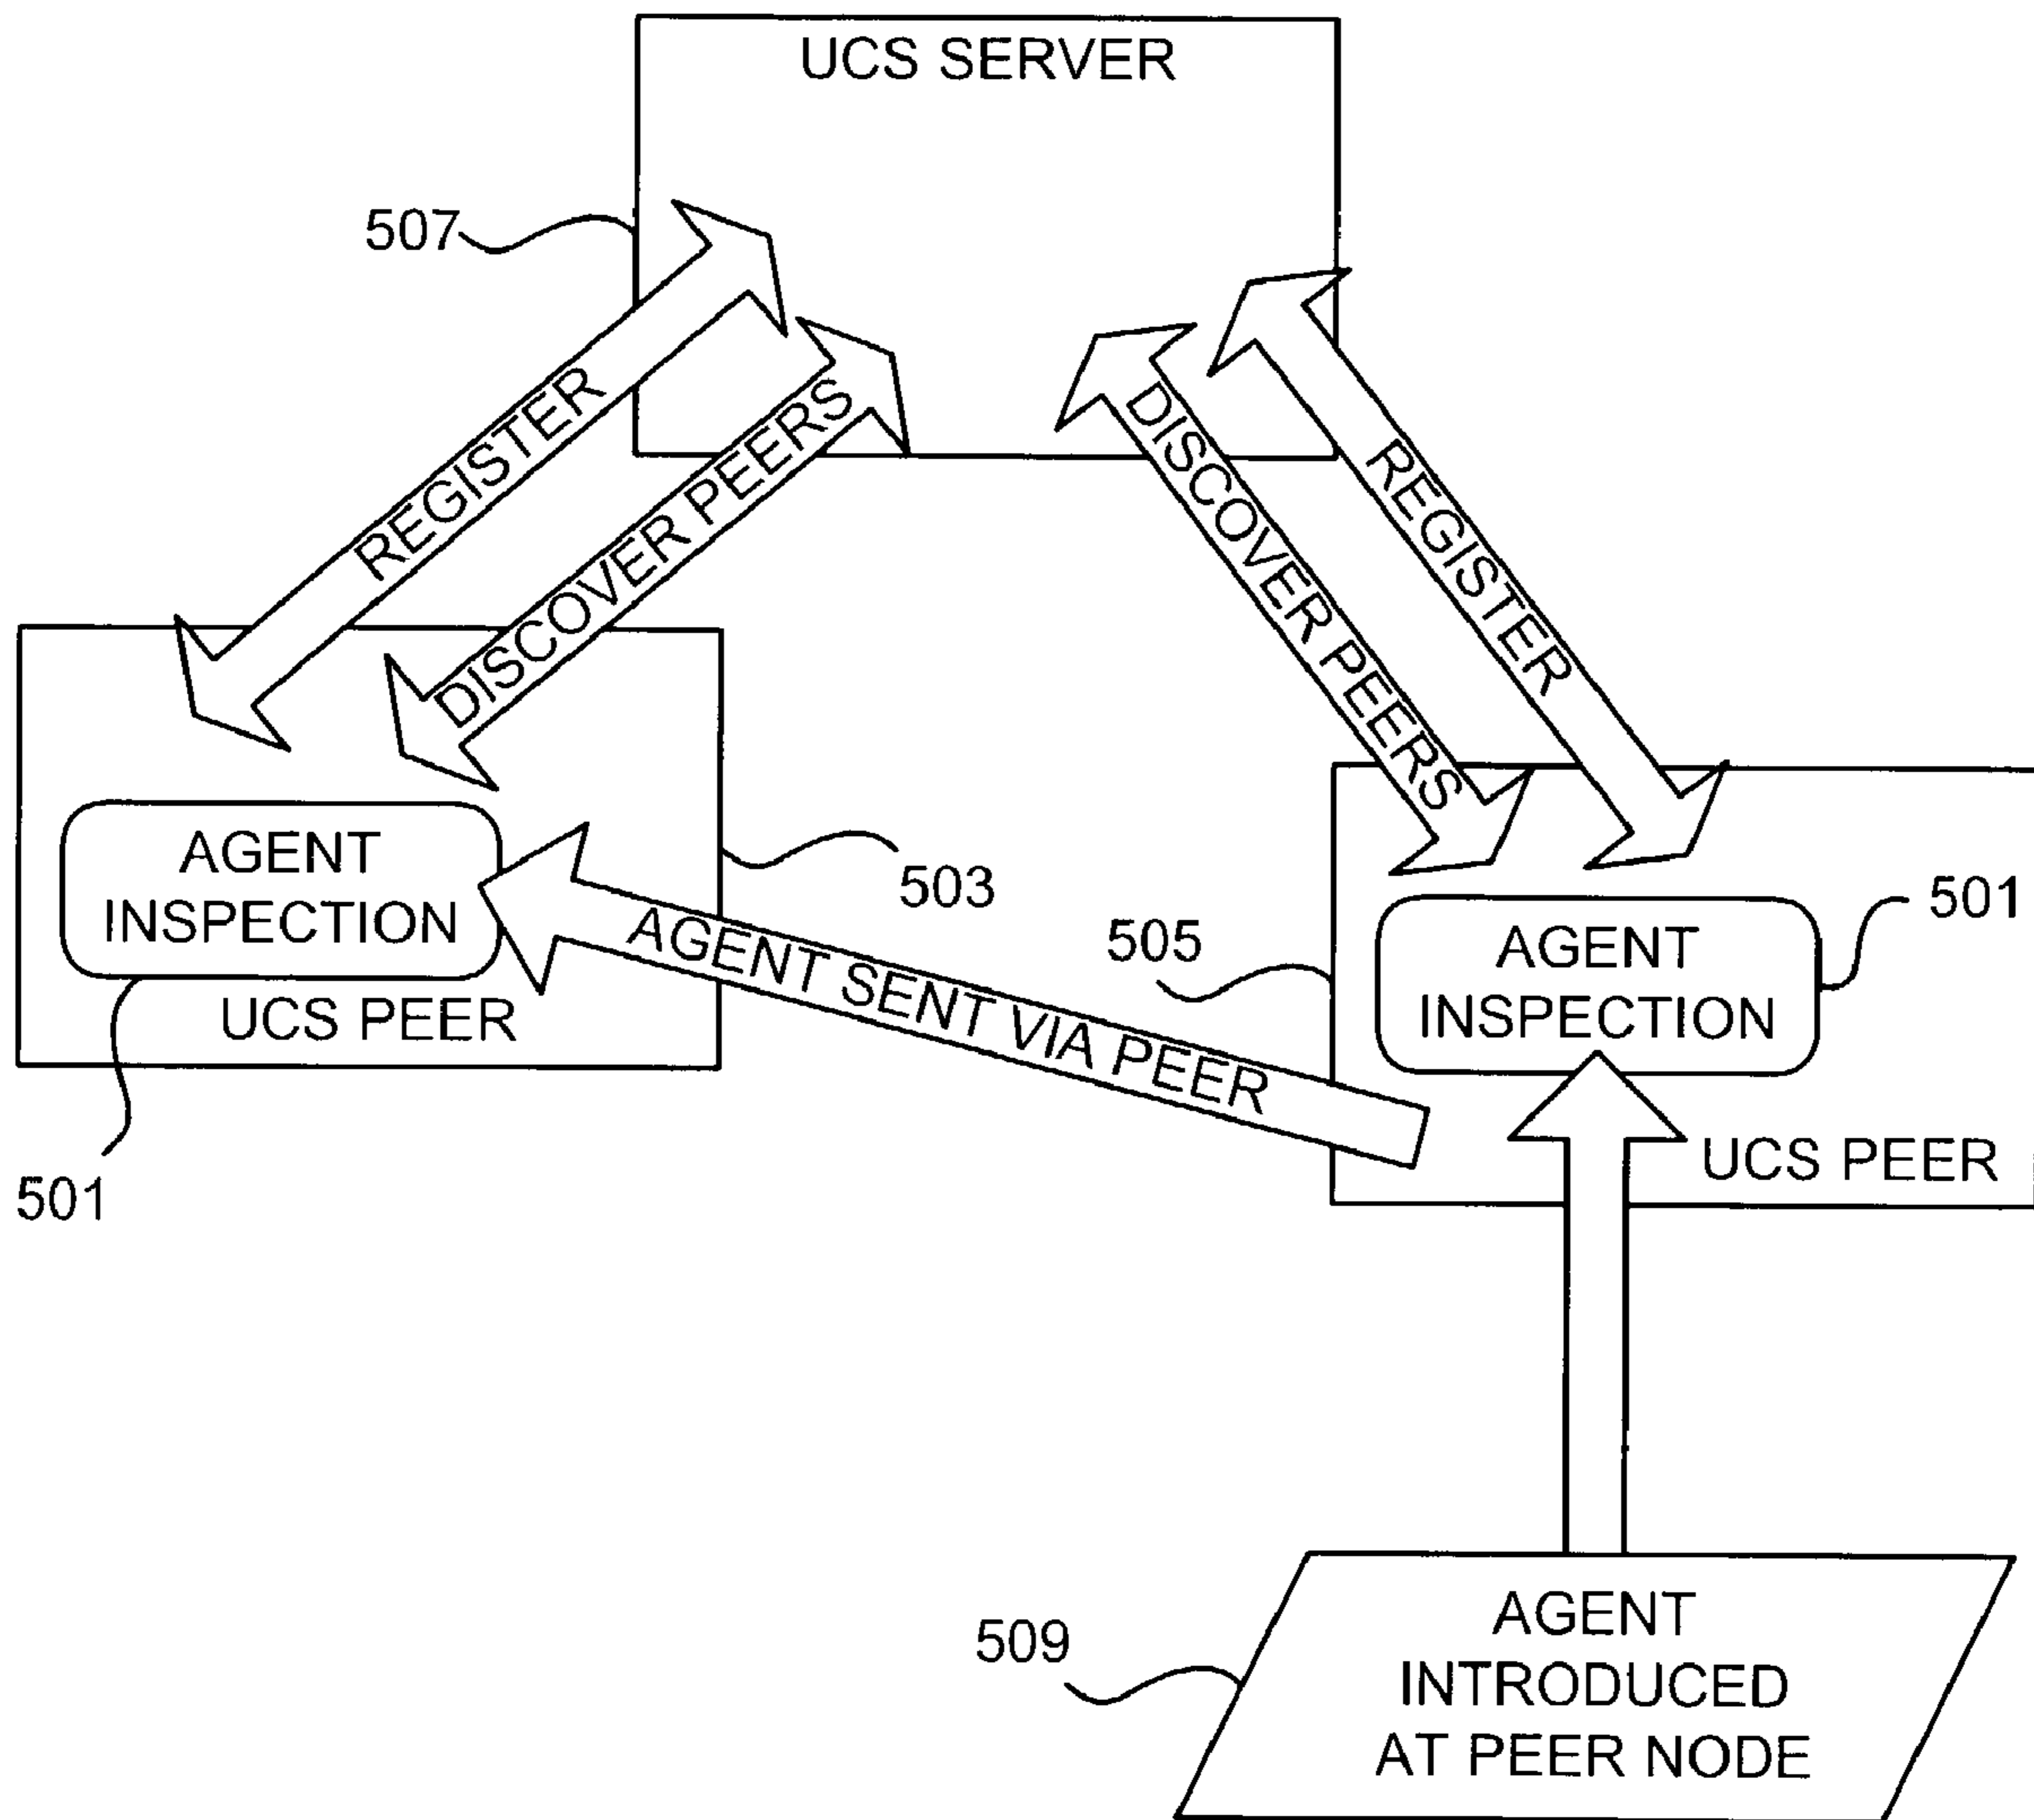 UCS SERVER
507
REGISTER
DISCOVER PEERS
DISCOVER PEERS
REGISTER
AGENT
INSPECTION
UCS PEER
503
501
AGENT SENT VIA PEER
505
501
AGENT
INSPECTION
UCS PEER
509
AGENT
INTRODUCED
AT PEER NODE